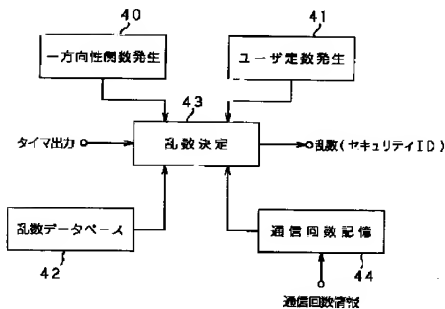 40
一方向性関数発生
41
ユーザ定数発生
43
乱数決定
タイマ出力
乱数(セキュリティID)
乱数データベース
42
通信回数記憶
44
通信回数情報